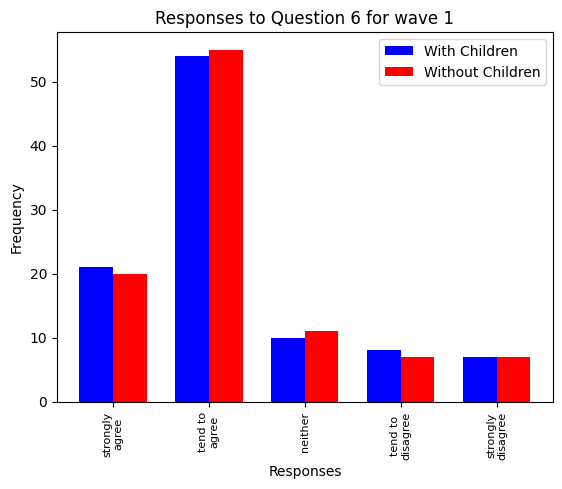 Responses to Question 6 for wave 1
With Children
Without Children
Frequency
50
40
30
20
10
0
strongly
agree
tend to
agree
neither
tend to
disagree
strongly
disagree
Responses